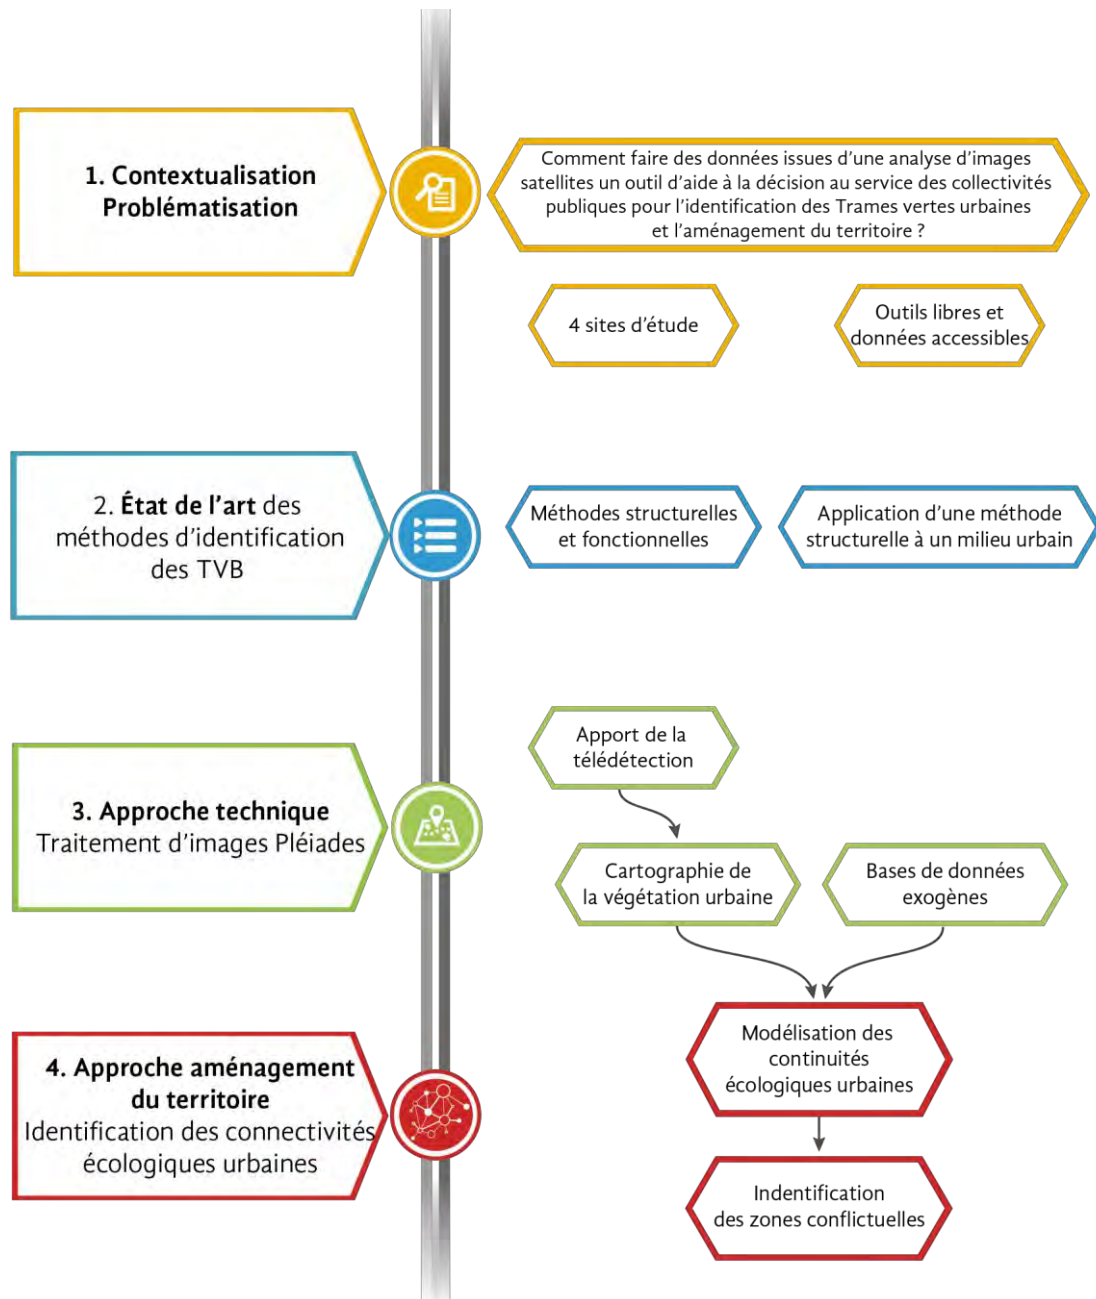 1. Contextualisation
Problématisation
Comment faire des données issues d'une analyse d'images
satellites un outil d'aide à la décision au service des collectivités
publiques pour l'identification des Trames vertes urbaines
et l'aménagement du territoire ?
4 sites d'étude
Outils libres et
données accessibles
2. État de l'art des
méthodes d'identification
des TVB
Méthodes structurelles
et fonctionnelles
Application d'une méthode
structurelle à un milieu urbain
3. Approche technique
Traitement d'images Pléiades
Apport de la
télédétection
Cartographie de
la végétation urbaine
Bases de données
exogènes
4. Approche aménagement
du territoire
Identification des connectivités
écologiques urbaines
Modélisation des
continuités
écologiques urbaines
Indentification
des zones conflictuelles